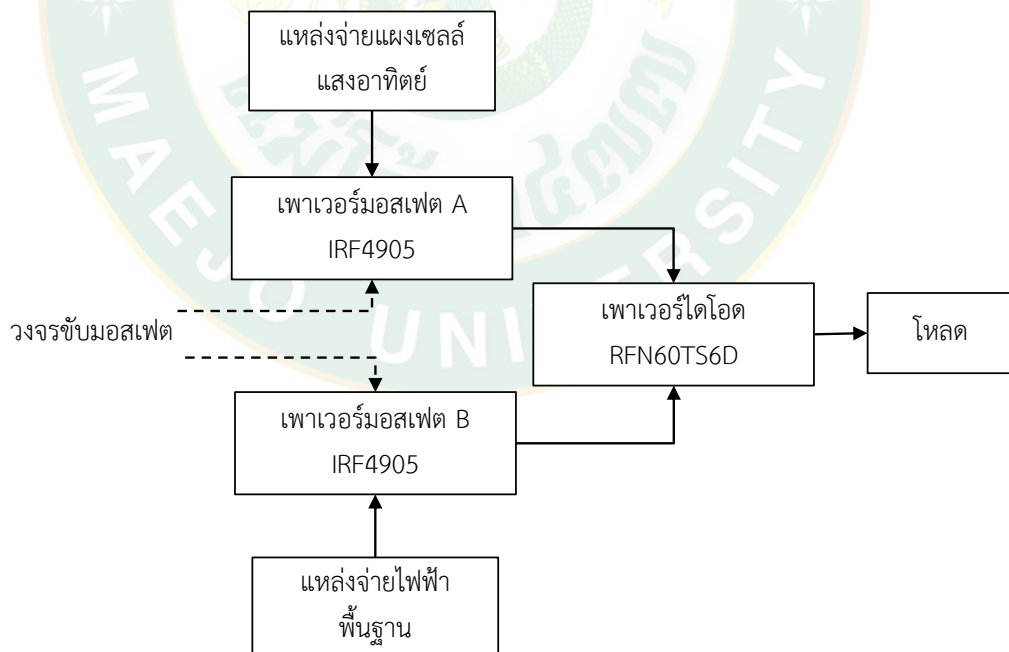 แหล่งจ่ายแผงเซลล์
แสงอาทิตย์
เพาเวอร์มอสเฟต A
IRF4905
วงจรขับมอสเฟต
เพาเวอร์ไดโอด
RFN60TS6D
โหลด
เพาเวอร์มอสเฟต B
IRF4905
แหล่งจ่ายไฟฟ้า
พื้นฐาน
MAEJO UNIVERSITY